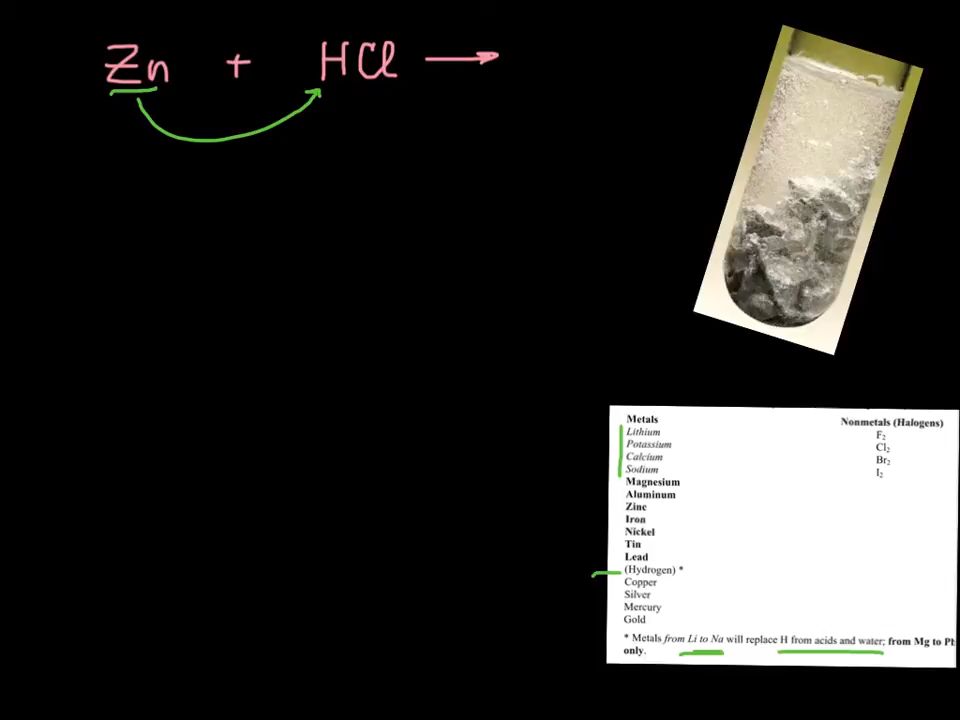 Zn + HCl →
Metals
Lithium
Potassium
Calcium
Sodium
Magnesium
Aluminum
Zinc
Iron
Nickel
Tin
Lead
(Hydrogen) *
Copper
Silver
Mercury
Gold
Nonmetals (Halogens)
F₂
Cl₂
Br₂
I₂
* Metals from Li to Na will replace H from acids and water; from Mg to
only.